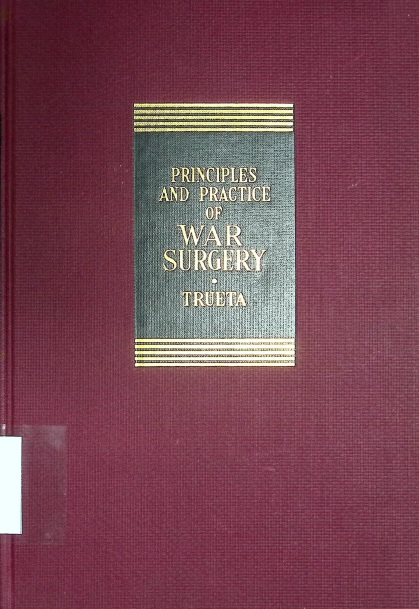 PRINCIPLES
AND PRACTICE
OF
WAR
SURGERY
•
TRUETA